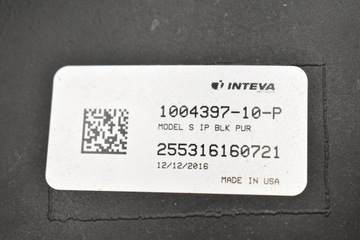 INTEVA
1004397-10-P
MODEL S IP BLK PUR
255316160721
12/12/2016
MADE IN USA